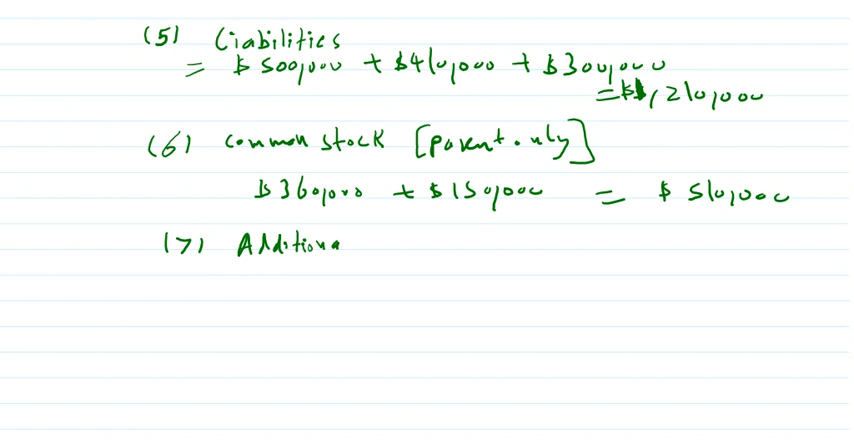 (5) Liabilities
= $500,000 + $410,000 + $300,000
= $1,210,000
(6) common stock [parent only]
$360,000 + $150,000 = $510,000
(7) Additiona